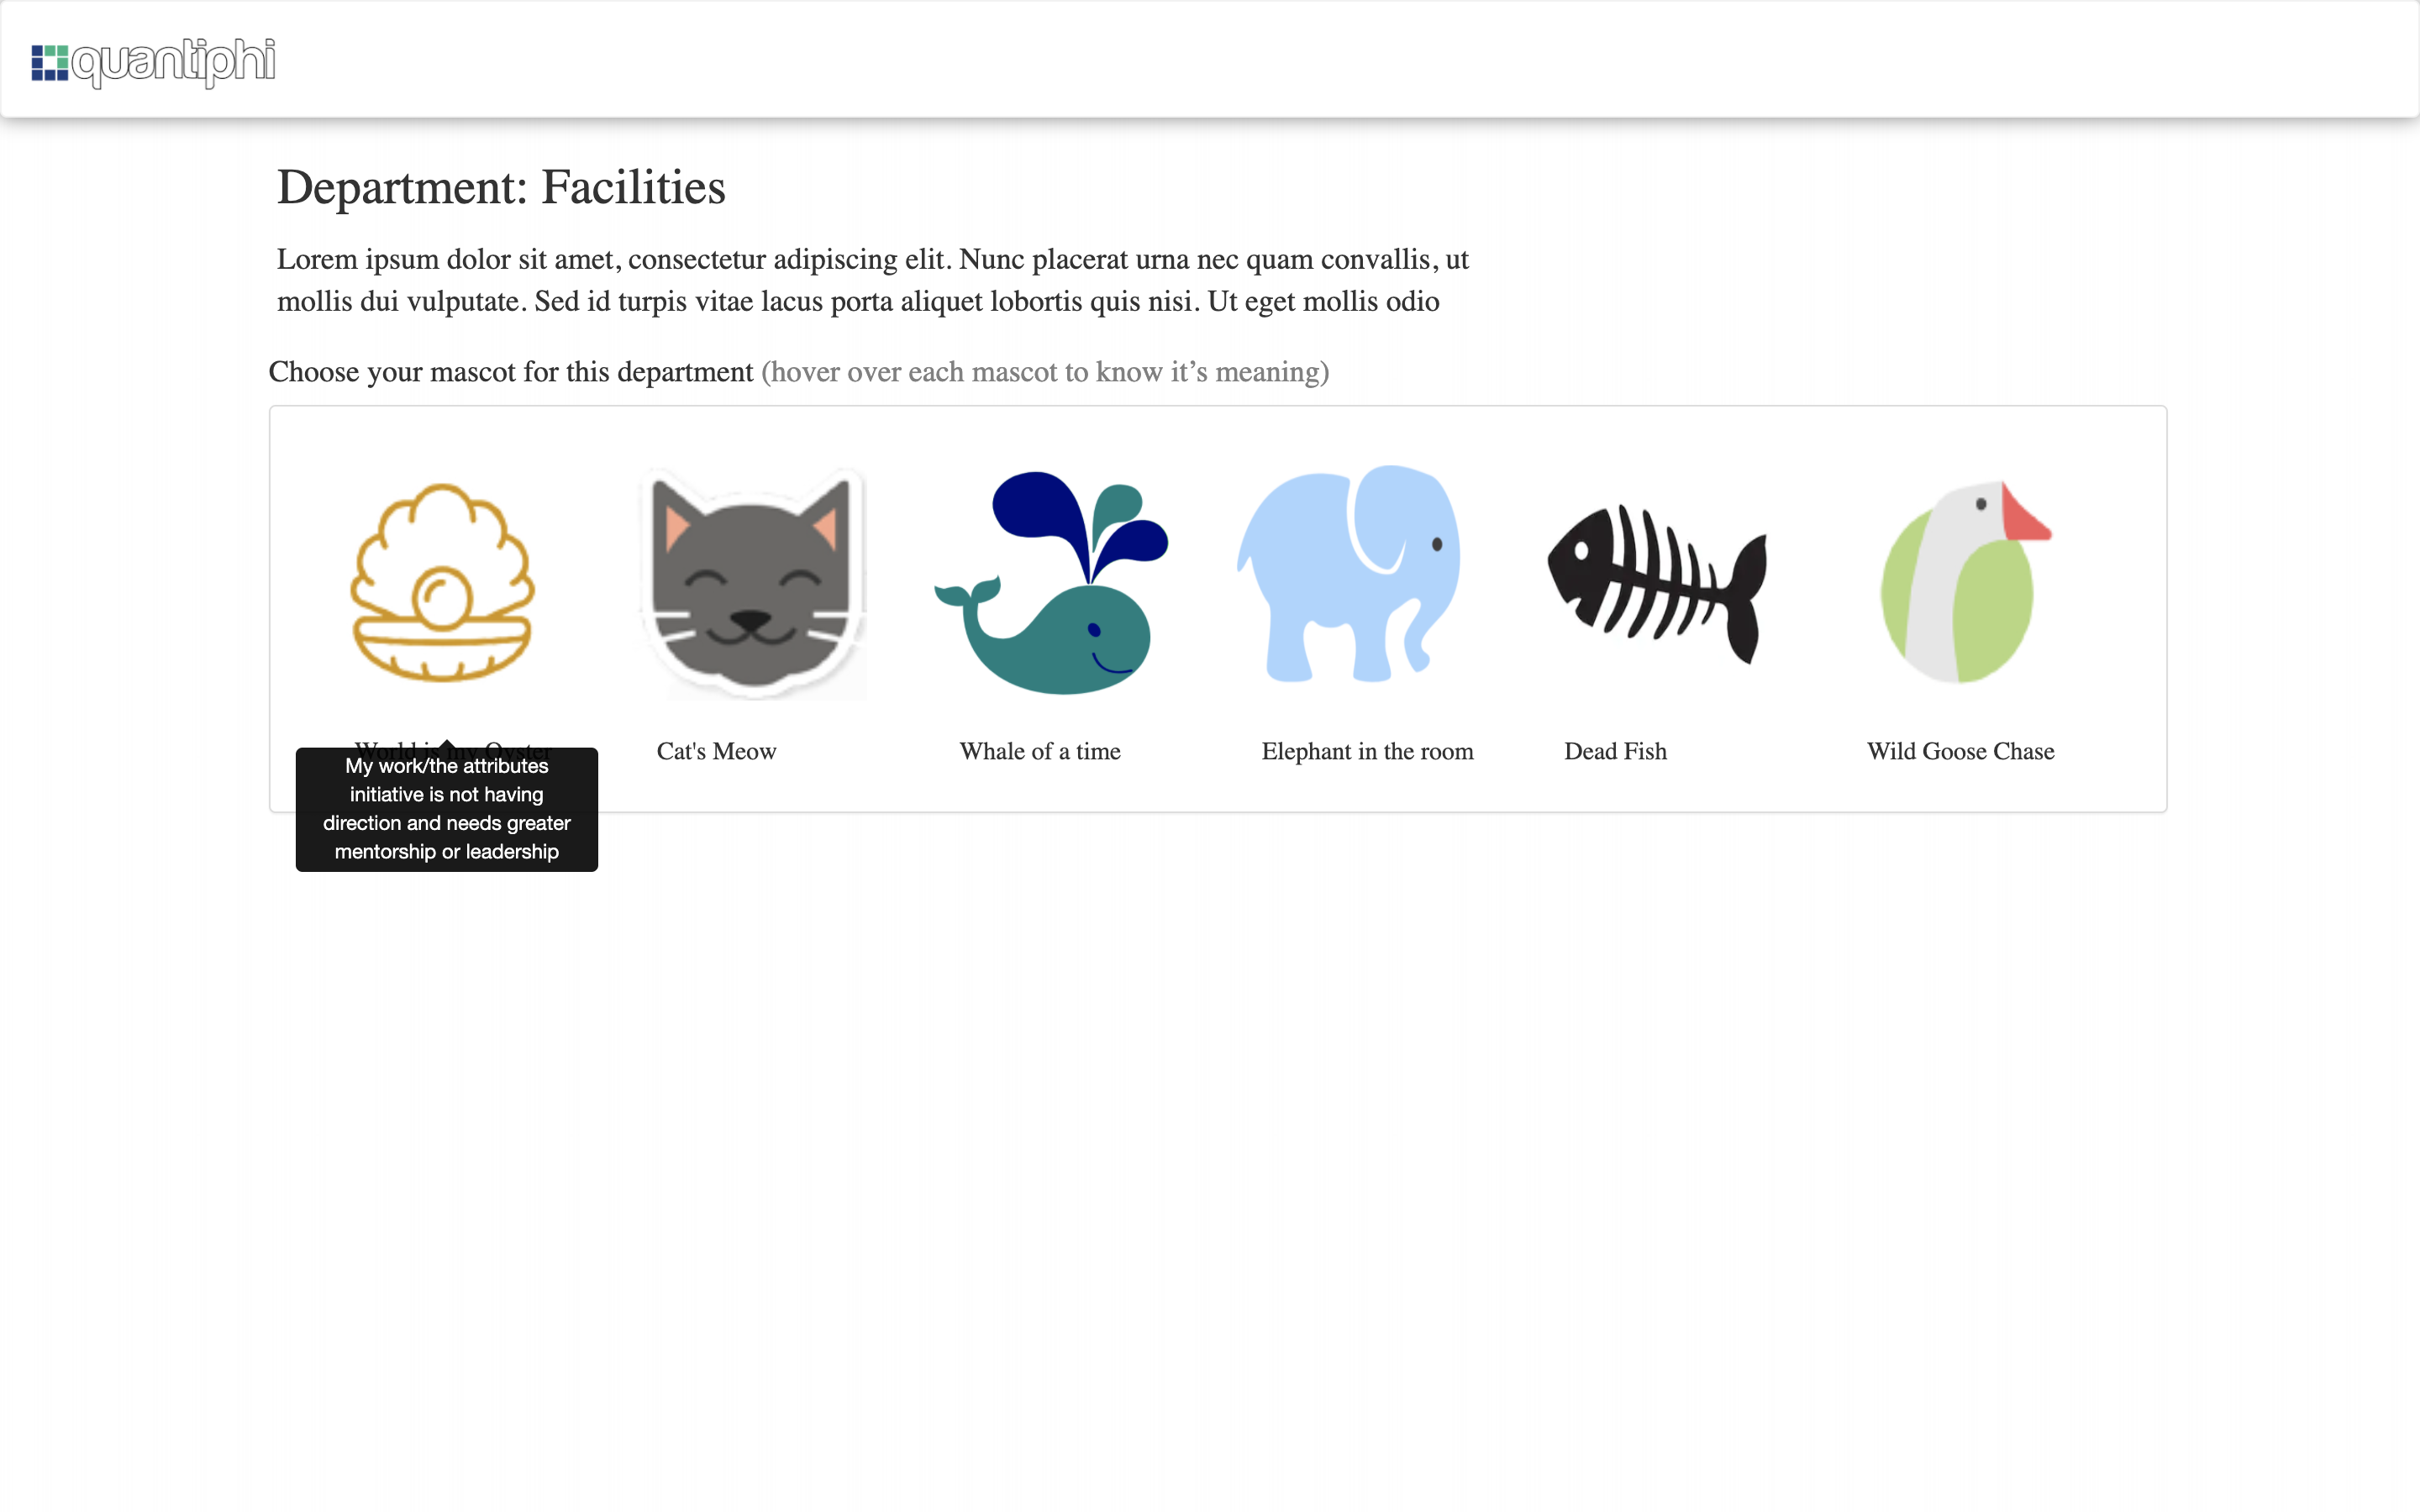 quantiphi
Department: Facilities
Lorem ipsum dolor sit amet, consectetur adipiscing elit. Nunc placerat urna nec quam convallis, ut
mollis dui vulputate. Sed id turpis vitae lacus porta aliquet lobortis quis nisi. Ut eget mollis odio
Choose your mascot for this department (hover over each mascot to know it’s meaning)
World is my Oyster
Cat's Meow
Whale of a time
Elephant in the room
Dead Fish
Wild Goose Chase
My work/the attributes
initiative is not having
direction and needs greater
mentorship or leadership